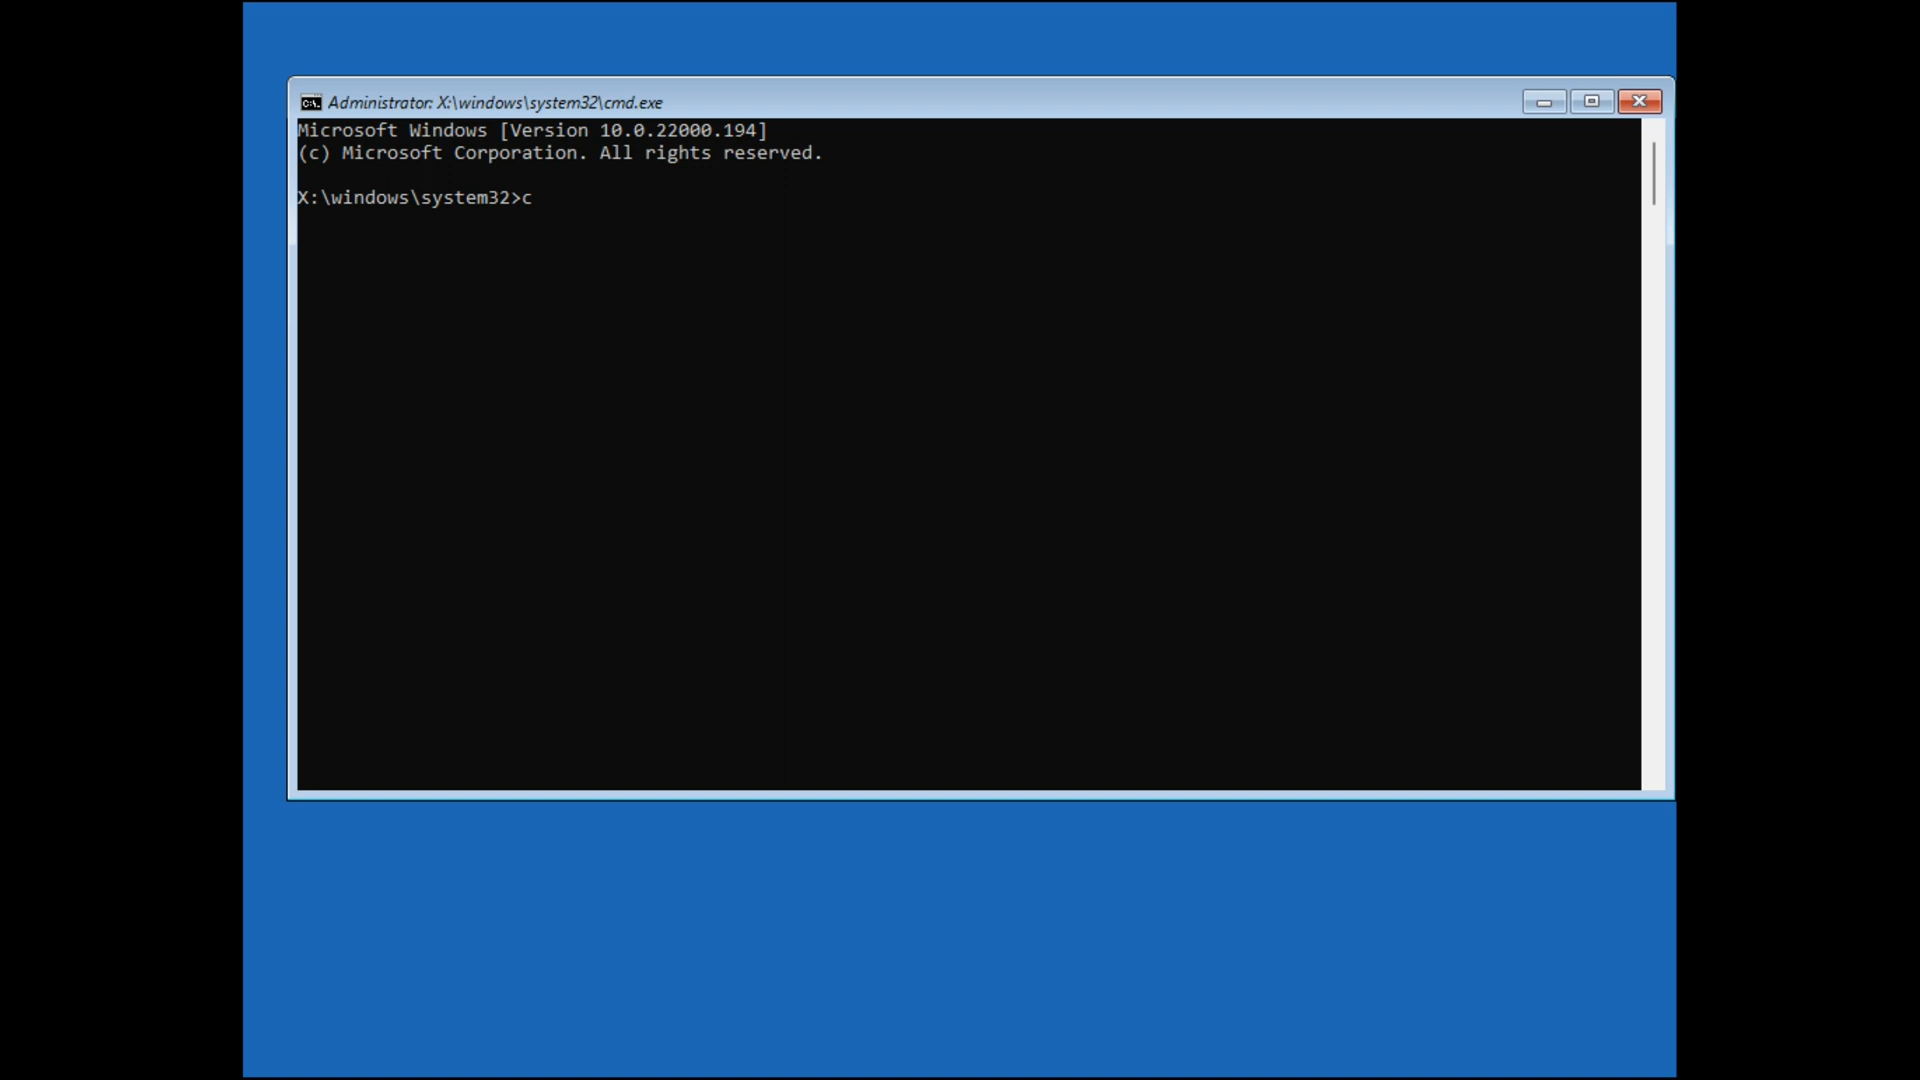 Administrator: X:\windows\system32\cmd.exe
Microsoft Windows [Version 10.0.22000.194]
(c) Microsoft Corporation. All rights reserved.
X:\windows\system32>c